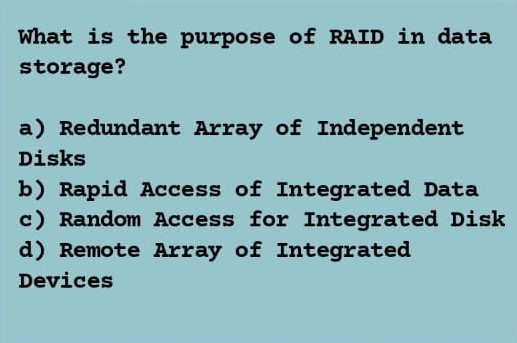 What is the purpose of RAID in data
storage?
a) Redundant Array of Independent
Disks
b) Rapid Access of Integrated Data
c) Random Access for Integrated Disk
d) Remote Array of Integrated
Devices